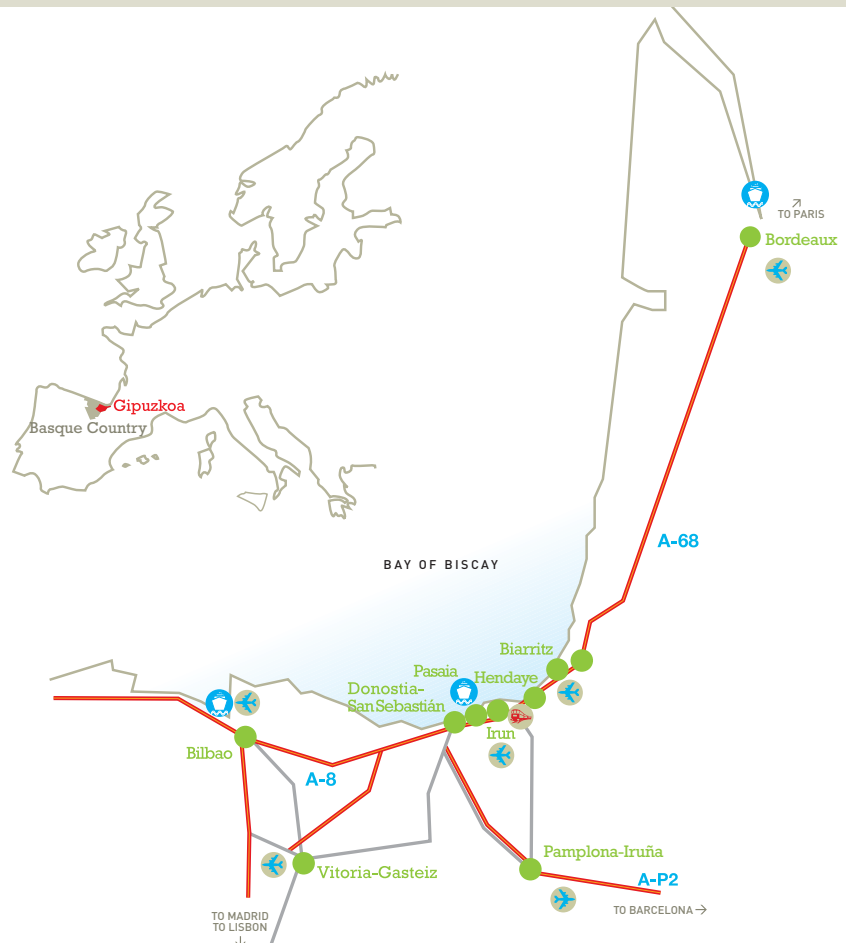 TO PARIS
Bordeaux
Gipuzkoa
Basque Country
A-68
BAY OF BISCAY
Biarritz
Pasaia
Hendaye
Donostia-
San Sebastián
Irun
Bilbao
A-8
Pamplona-Iruña
Vitoria-Gasteiz
A-P2
TO BARCELONA
TO MADRID
TO LISBON